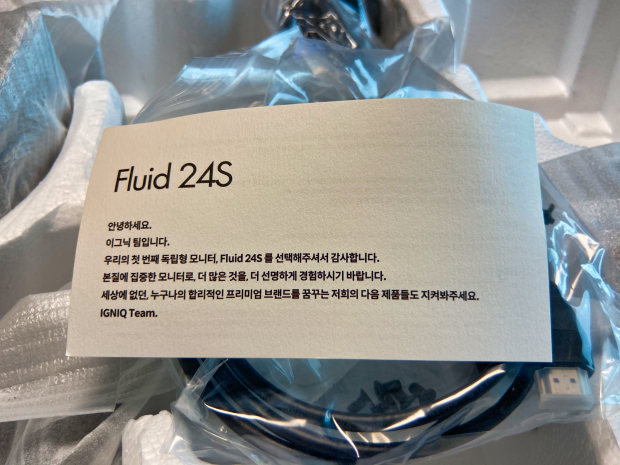 Fluid 24S
안녕하세요.
이그닉 팀입니다.
우리의 첫 번째 독립형 모니터, Fluid 24S 를 선택해주셔서 감사합니다.
본질에 집중한 모니터로, 더 많은 것을, 더 선명하게 경험하시기 바랍니다.
세상에 없던, 누구나의 합리적인 프리미엄 브랜드를 꿈꾸는 저희의 다음 제품들도 지켜봐주세요.
IGNIQ Team.